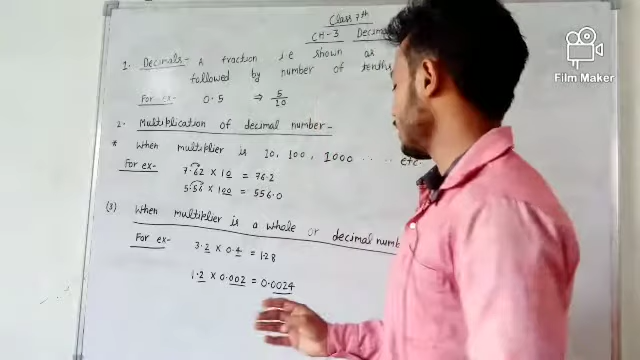 Class 7th
CH-3 Decim
1. Decimals- A fraction i.e shown as
followed by number of tenths
For ex- 0.5 ⇒ 5/10
2. Multiplication of decimal number-
* When multiplier is 10, 100, 1000 ..... etc.
For ex- 7.62 × 10 = 76.2
5.56 × 100 = 556.0
(3) When multiplier is a whole or decimal numb
For ex- 3.2 × 0.4 = 1.28
1.2 × 0.002 = 0.0024
Film Maker